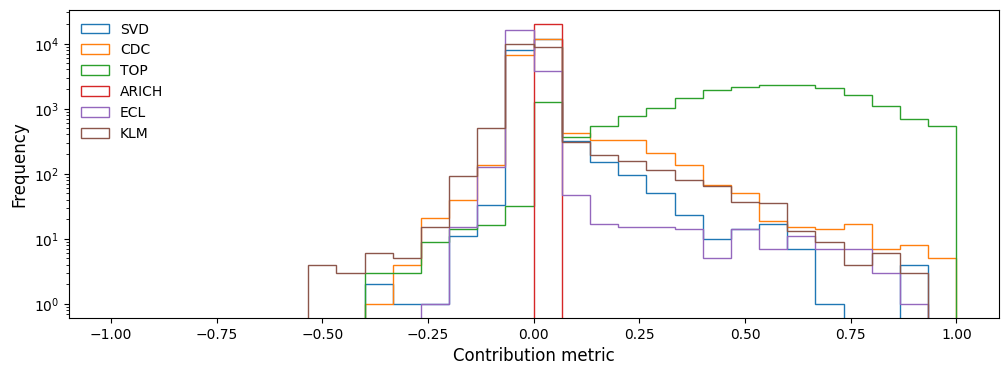 SVD
CDC
TOP
ARICH
ECL
KLM
Frequency
10⁴
10³
10²
10¹
10⁰
−1.00 −0.75 −0.50 −0.25 0.00 0.25 0.50 0.75 1.00
Contribution metric